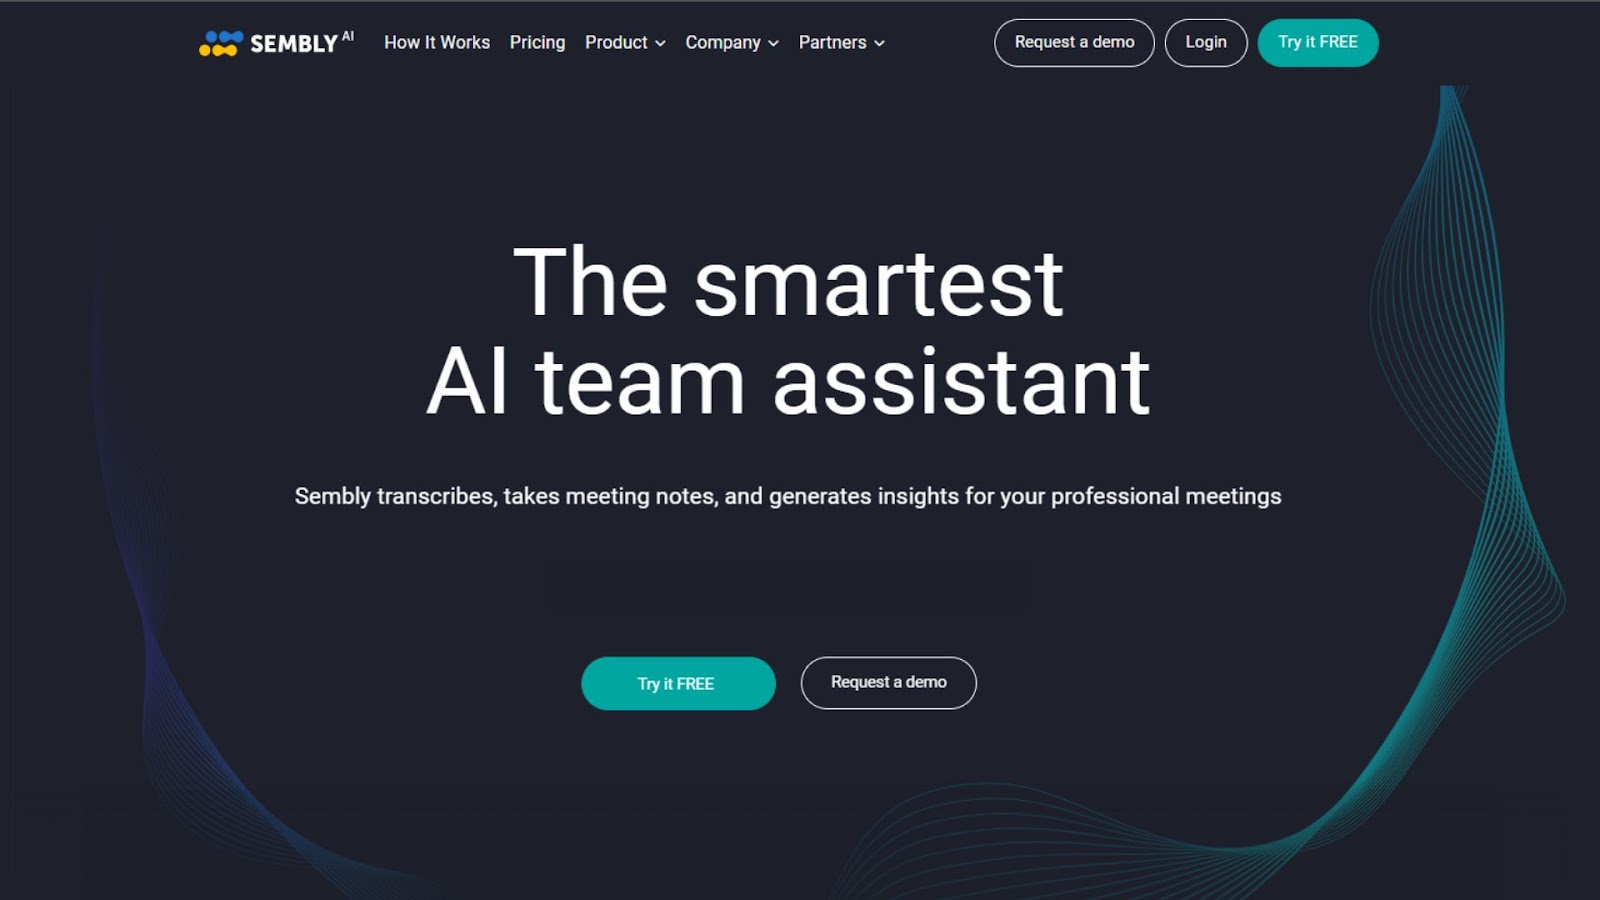 SEMBLY AI How It Works Pricing Product Company Partners Request a demo Login Try it FREE
The smartest
AI team assistant
Sembly transcribes, takes meeting notes, and generates insights for your professional meetings
Try it FREE Request a demo